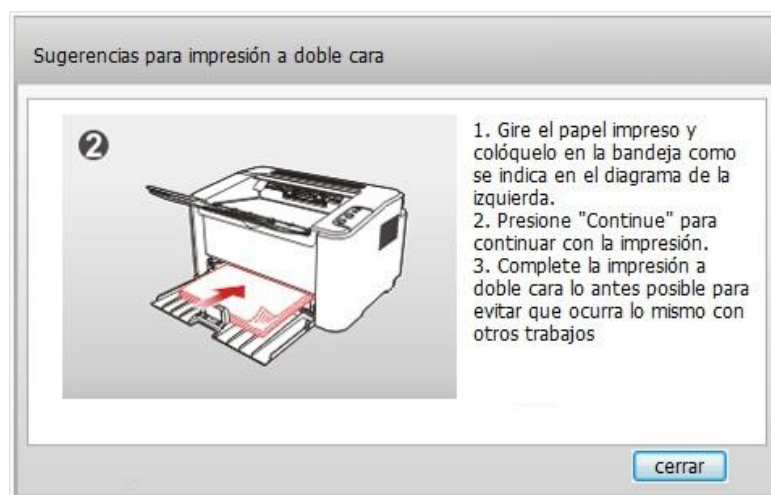 Sugerencias para impresión a doble cara
2
1. Gire el papel impreso y
colóquelo en la bandeja como
se indica en el diagrama de la
izquierda.
2. Presione "Continue" para
continuar con la impresión.
3. Complete la impresión a
doble cara lo antes posible para
evitar que ocurra lo mismo con
otros trabajos
cerrar